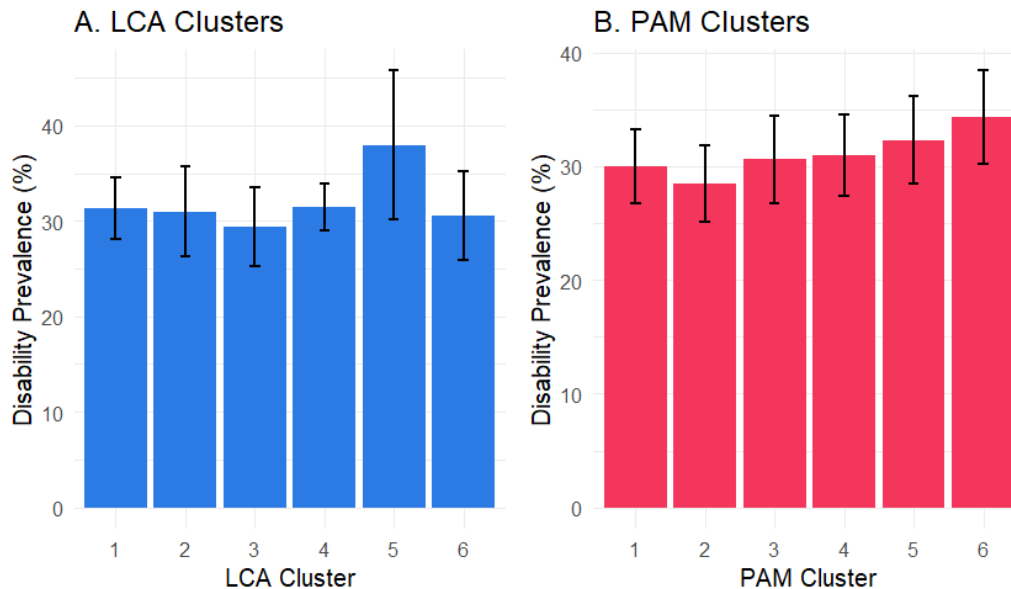 A. LCA Clusters
Disability Prevalence (%)
40
30
20
10
0
1 2 3 4 5 6
LCA Cluster
B. PAM Clusters
Disability Prevalence (%)
40
30
20
10
0
1 2 3 4 5 6
PAM Cluster